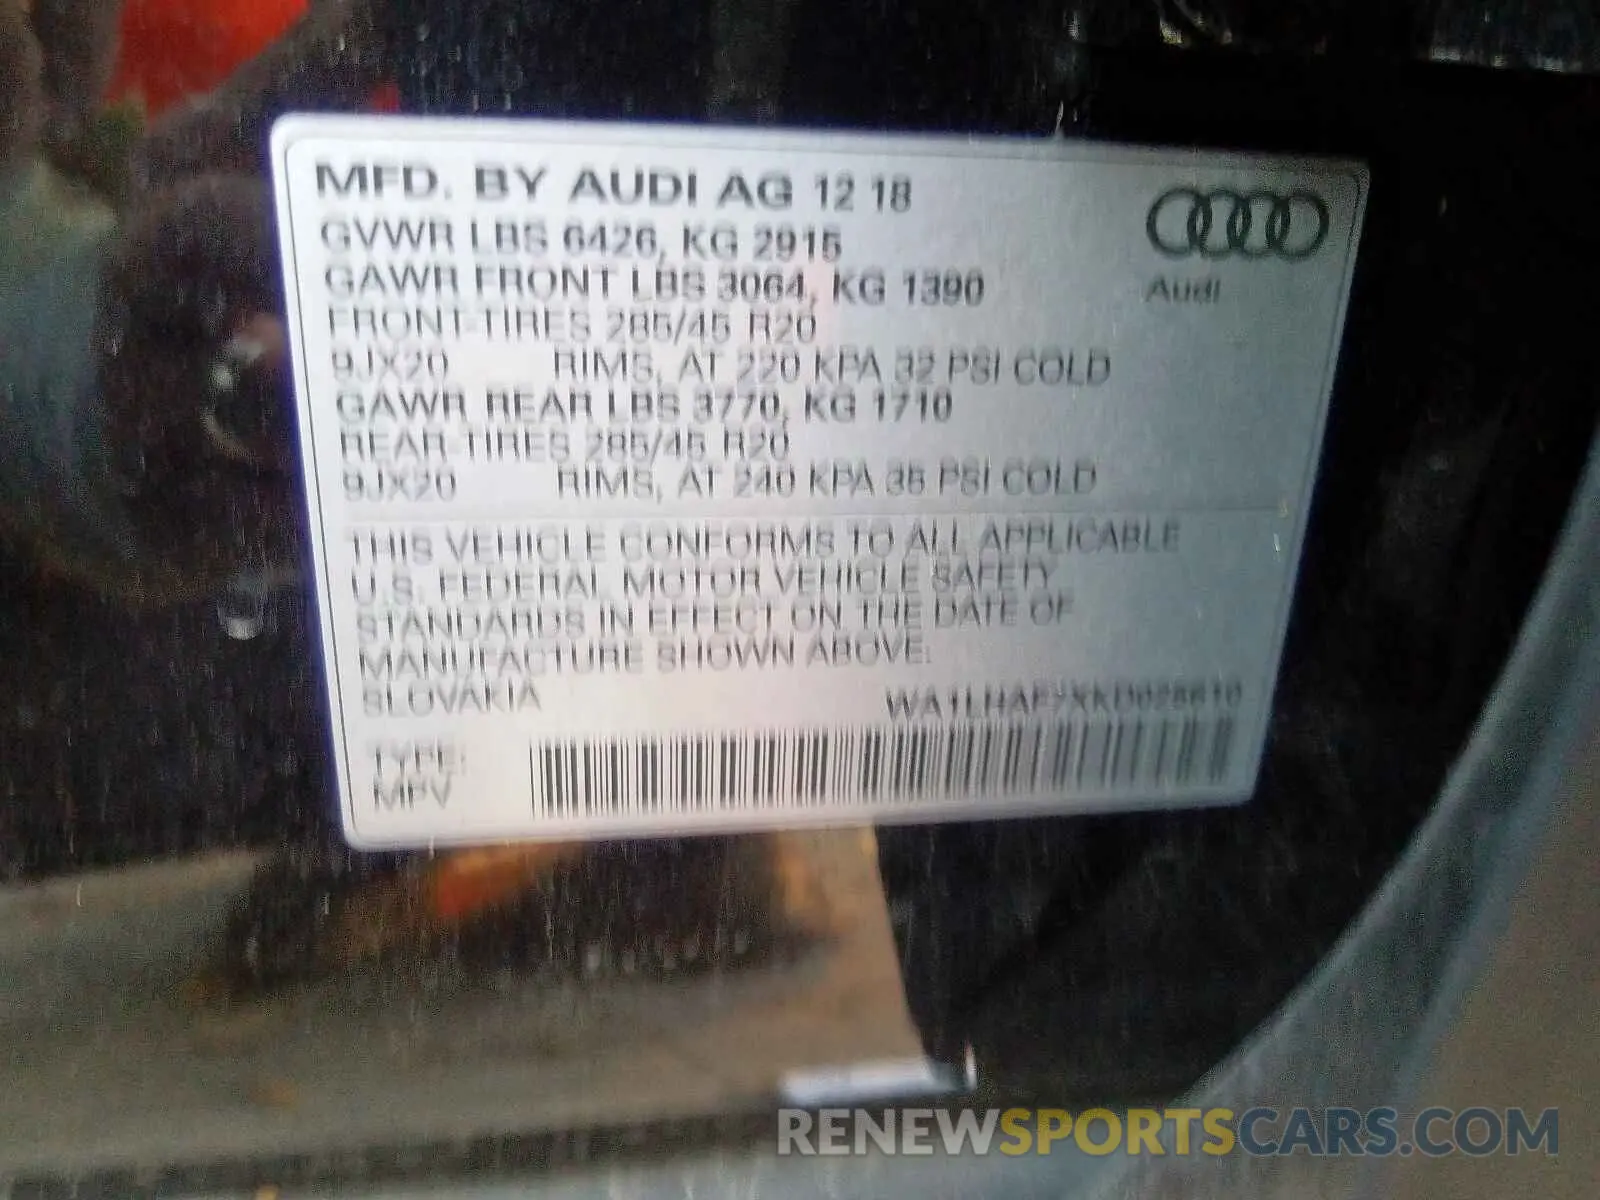 MFD. BY AUDI AG 12 18
GVWR LBS 6426, KG 2915
GAWR FRONT LBS 3064, KG 1390
FRONT-TIRES 285/45 R20
9JX20 RIMS, AT 220 KPA 32 PSI COLD
GAWR REAR LBS 3770, KG 1710
REAR-TIRES 285/45 R20
9JX20 RIMS, AT 240 KPA 35 PSI COLD
Audi
THIS VEHICLE CONFORMS TO ALL APPLICABLE
U.S. FEDERAL MOTOR VEHICLE SAFETY
STANDARDS IN EFFECT ON THE DATE OF
MANUFACTURE SHOWN ABOVE:
SLOVAKIA
TYPE:
MPV
RENEWSPORTSCARS.COM